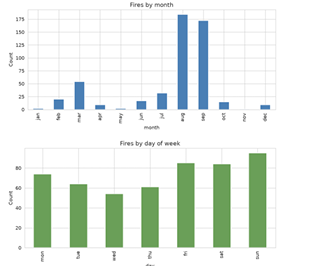 Fires by month
175
150
125
100
75
50
25
0
Count
jan feb mar apr may jun jul aug sep oct nov dec
month
Fires by day of week
80
60
40
20
0
Count
mon tue wed thu fri sat sun